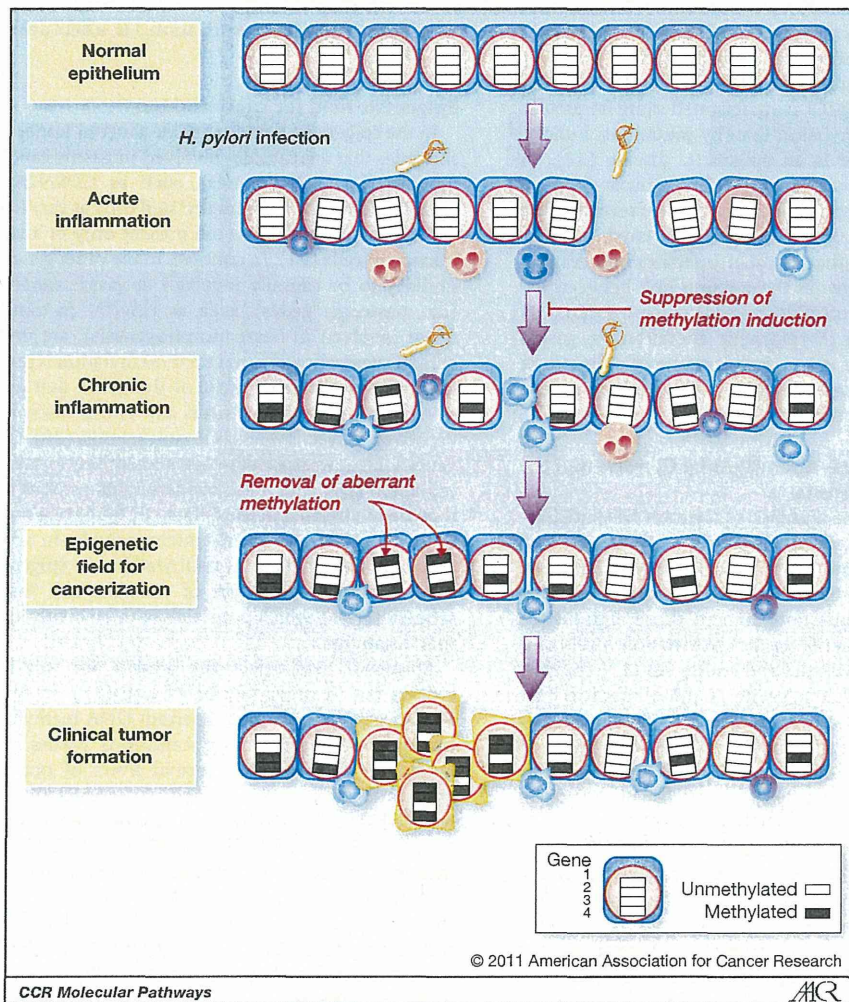 Normal
epithelium
H. pylori infection
Acute
inflammation
Suppression of
methylation induction
Chronic
inflammation
Removal of aberrant
methylation
Epigenetic
field for
cancerization
Clinical tumor
formation
Gene
1
2
3
4
Unmethylated
Methylated
© 2011 American Association for Cancer Research
CCR Molecular Pathways
AACR